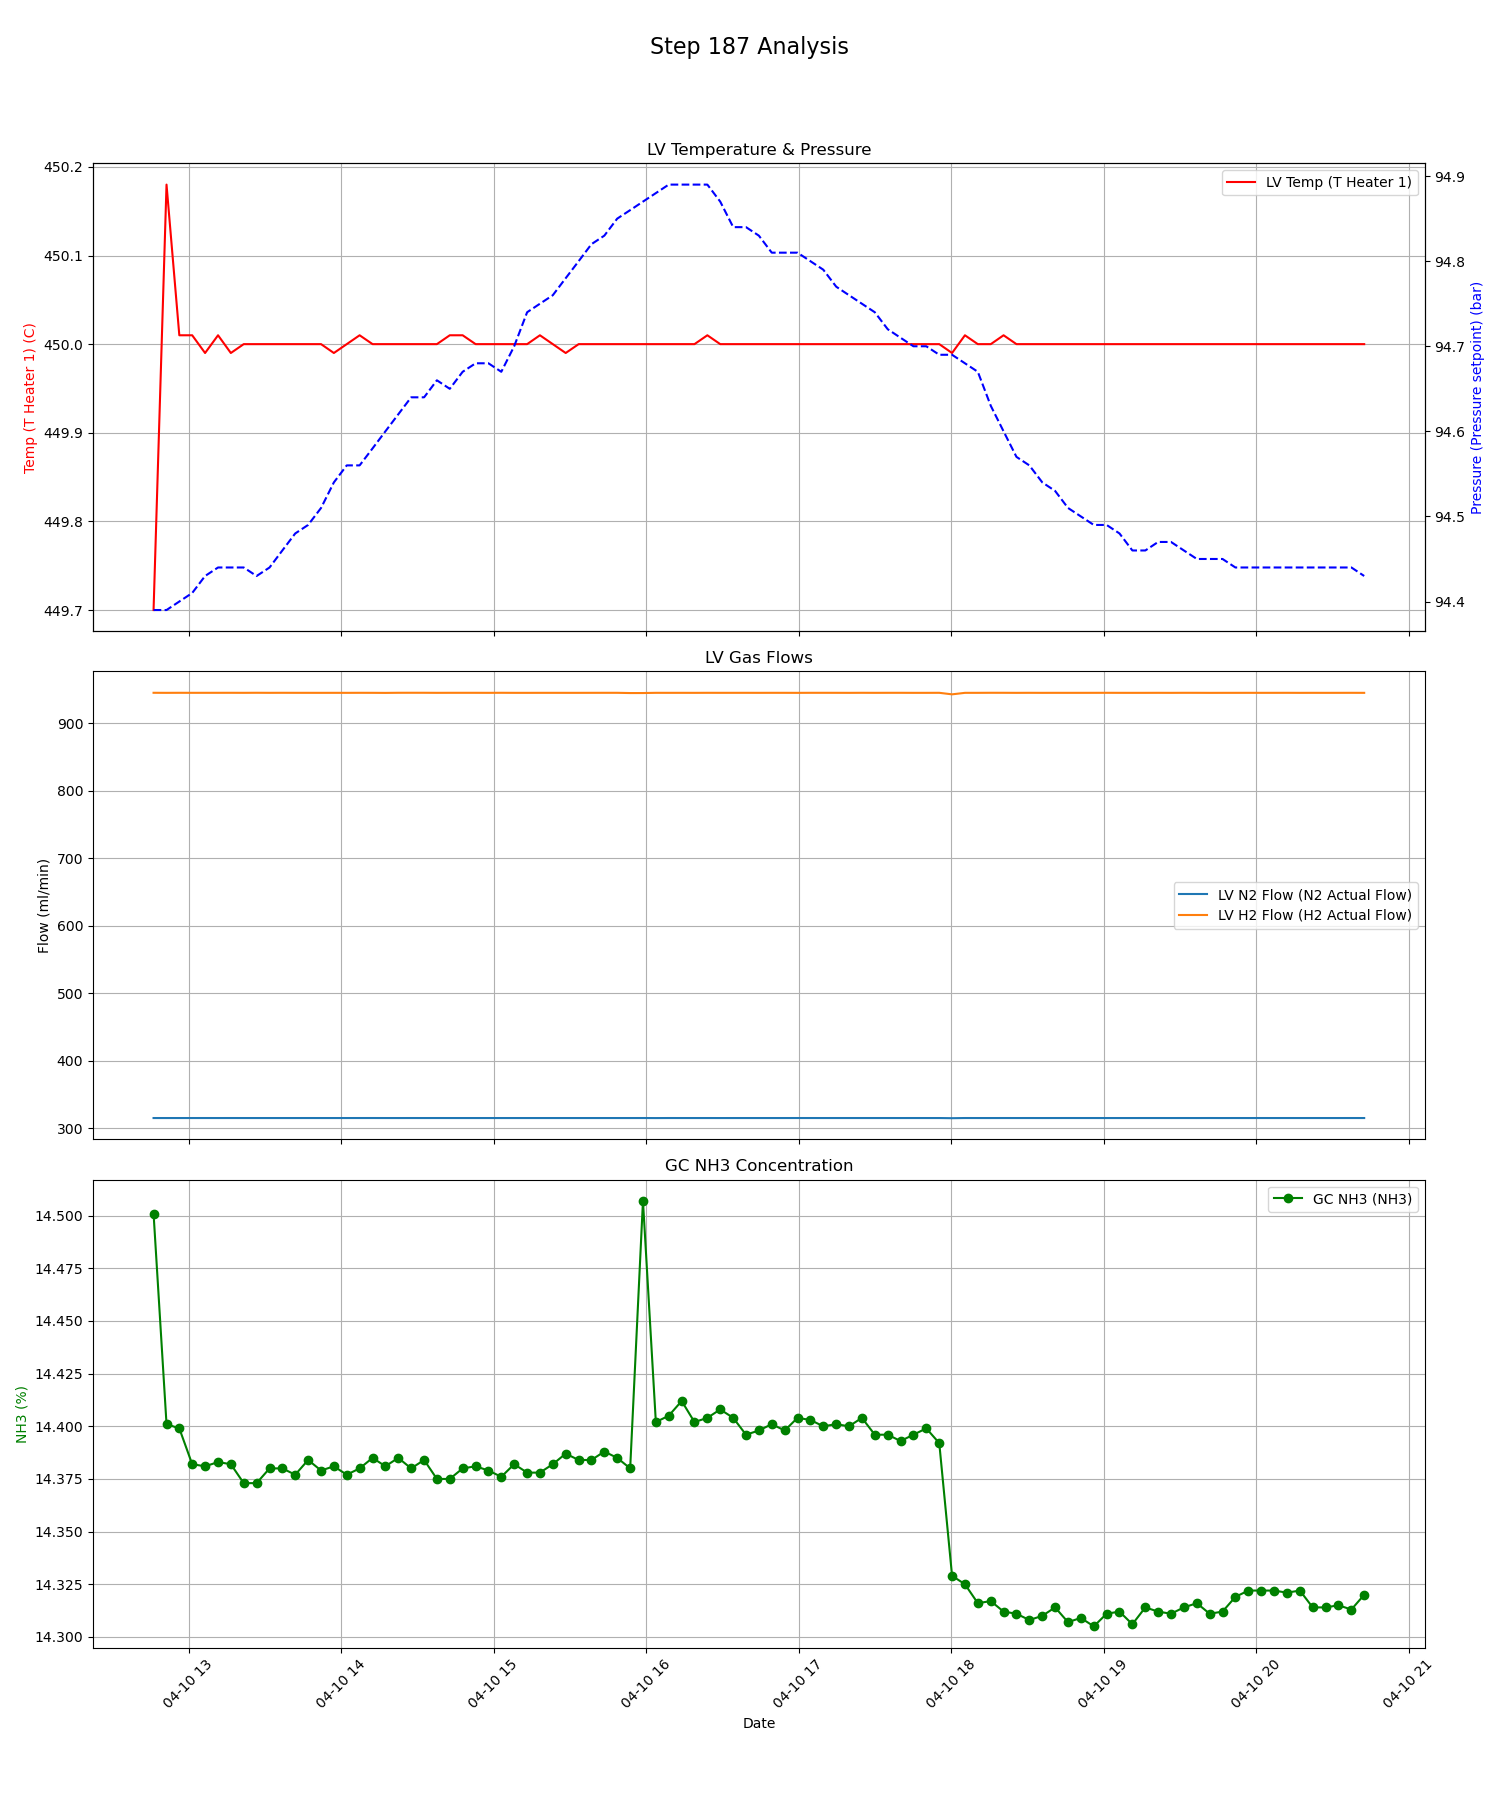 Step 187 Analysis
LV Temperature & Pressure
450.2
450.1
450.0
449.9
449.8
449.7
Temp (T Heater 1) (C)
LV Temp (T Heater 1)
94.9
94.8
94.7
94.6
94.5
94.4
Pressure (Pressure setpoint) (bar)
LV Gas Flows
900
800
700
600
500
400
300
Flow (ml/min)
LV N2 Flow (N2 Actual Flow)
LV H2 Flow (H2 Actual Flow)
GC NH3 Concentration
14.500
14.475
14.450
14.425
14.400
14.375
14.350
14.325
14.300
NH3 (%)
GC NH3 (NH3)
04-10 13
04-10 14
04-10 15
04-10 16
04-10 17
04-10 18
04-10 19
04-10 20
04-10 21
Date